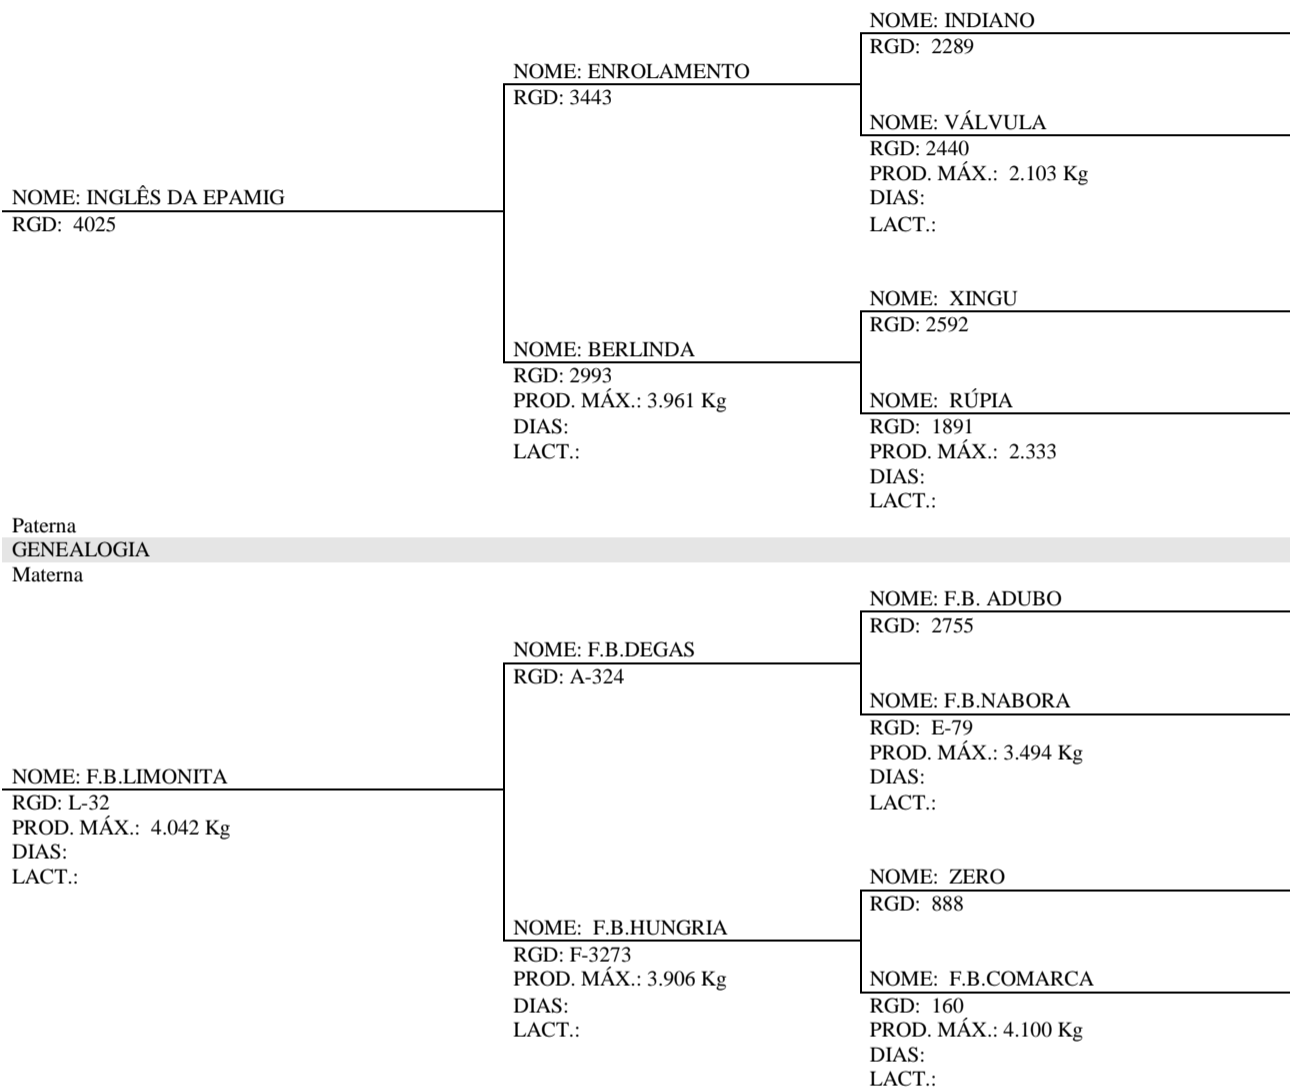 NOME: INDIANO
RGD: 2289
NOME: ENROLAMENTO
RGD: 3443
NOME: VÁLVULA
RGD: 2440
PROD. MÁX.: 2.103 Kg
DIAS:
LACT.:
NOME: INGLÊS DA EPAMIG
RGD: 4025
NOME: XINGU
RGD: 2592
NOME: BERLINDA
RGD: 2993
PROD. MÁX.: 3.961 Kg
DIAS:
LACT.:
NOME: RÚPIA
RGD: 1891
PROD. MÁX.: 2.333
DIAS:
LACT.:
Paterna
GENEALOGIA
Materna
NOME: F.B. ADUBO
RGD: 2755
NOME: F.B.DEGAS
RGD: A-324
NOME: F.B.NABORA
RGD: E-79
PROD. MÁX.: 3.494 Kg
DIAS:
LACT.:
NOME: F.B.LIMONITA
RGD: L-32
PROD. MÁX.: 4.042 Kg
DIAS:
LACT.:
NOME: ZERO
RGD: 888
NOME: F.B.HUNGRIA
RGD: F-3273
PROD. MÁX.: 3.906 Kg
DIAS:
LACT.:
NOME: F.B.COMARCA
RGD: 160
PROD. MÁX.: 4.100 Kg
DIAS:
LACT.: